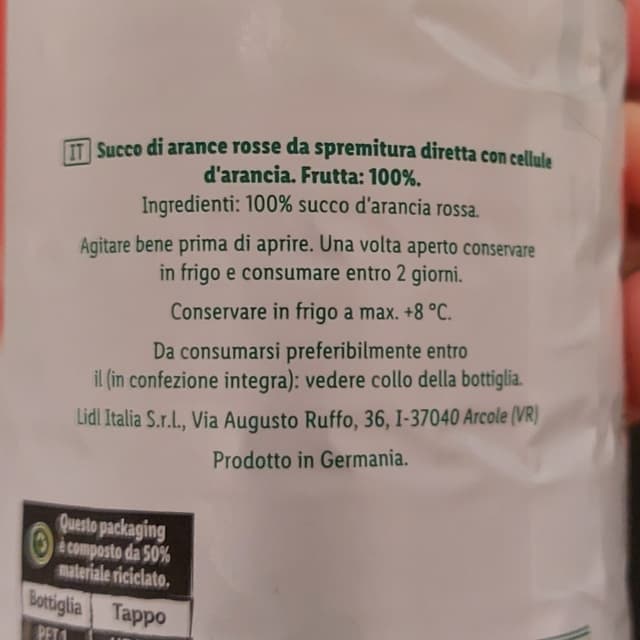 IT Succo di arance rosse da spremitura diretta con cellule
d'arancia. Frutta: 100%.
Ingredienti: 100% succo d'arancia rossa.
Agitare bene prima di aprire. Una volta aperto conservare
in frigo e consumare entro 2 giorni.
Conservare in frigo a max. +8 °C.
Da consumarsi preferibilmente entro
il (in confezione integra): vedere collo della bottiglia.
Lidl Italia S.r.l., Via Augusto Ruffo, 36, I-37040 Arcole (VR)
Prodotto in Germania.
Questo packaging
è composto da 50%
materiale riciclato.
Bottiglia Tappo
PET 1